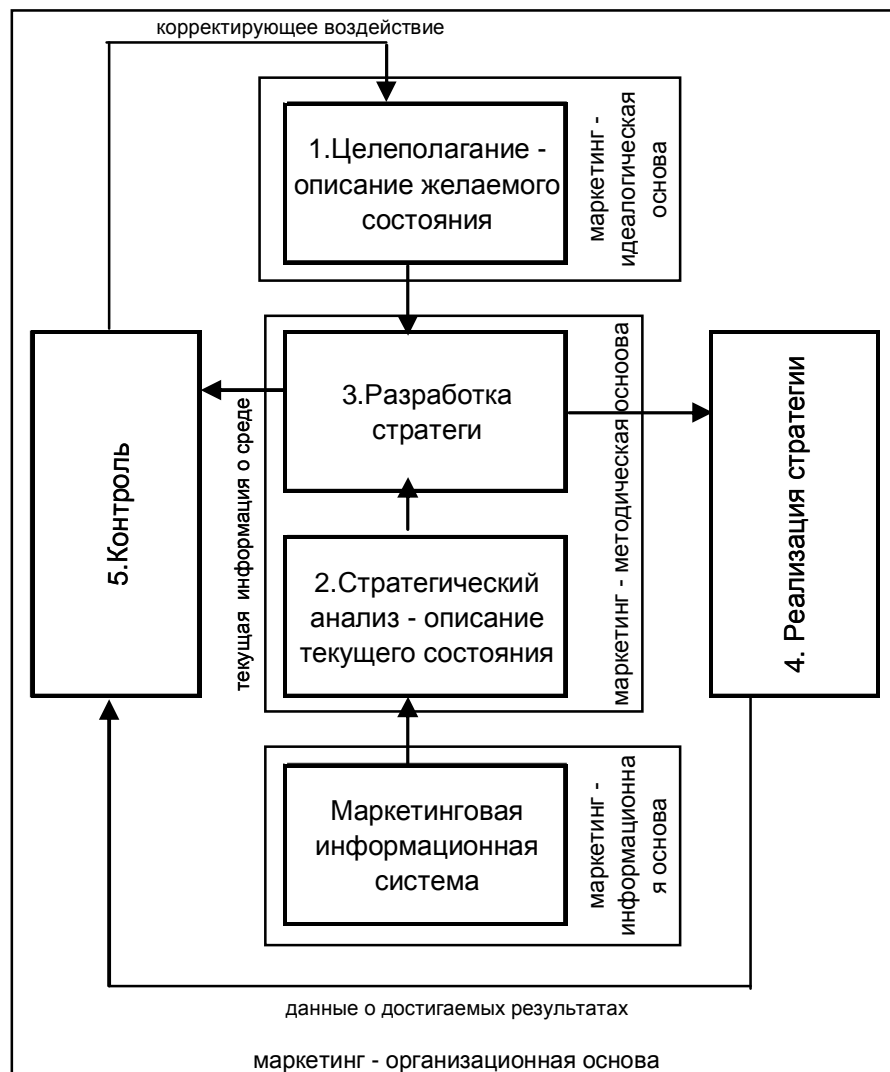 корректирующее воздействие
1.Целеполагание -
описание желаемого
состояния
маркетинг -
идеалогическая
основа
3.Разработка
стратеги
маркетинг - методическая осноова
5.Контроль
текущая информация о среде
4. Реализация стратегии
2.Стратегический
анализ - описание
текущего состояния
Маркетинговая
информационная
система
маркетинг -
информационна
я основа
данные о достигаемых результатах
маркетинг - организационная основа